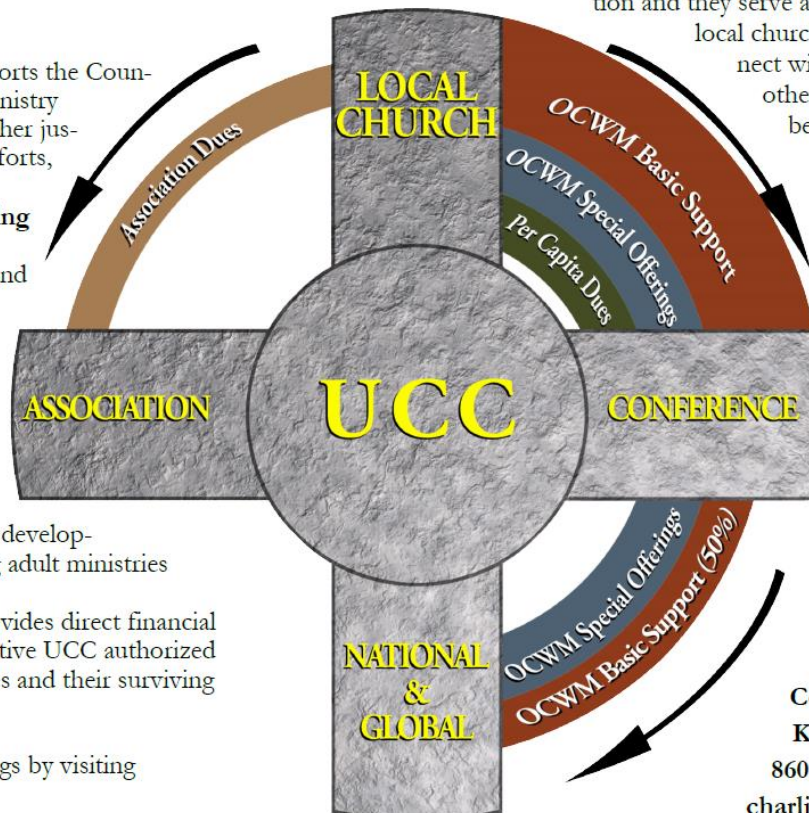 tion and they serve a
local churc
nect wi
othe
be
orts the Coun-
nistry
her jus-
forts,
ing
nd
LOCAL
CHURCH
Association Dues
OCWM Basic Support
OCWM Special Offerings
Per Capita Dues
ASSOCIATION
UCC
CONFERENCE
develop-
adult ministries
vides direct financial
tive UCC authorized
s and their surviving
gs by visiting
NATIONAL
&
GLOBAL
OCWM Special Offerings
OCWM Basic Support (50%)
C
K
860
charli